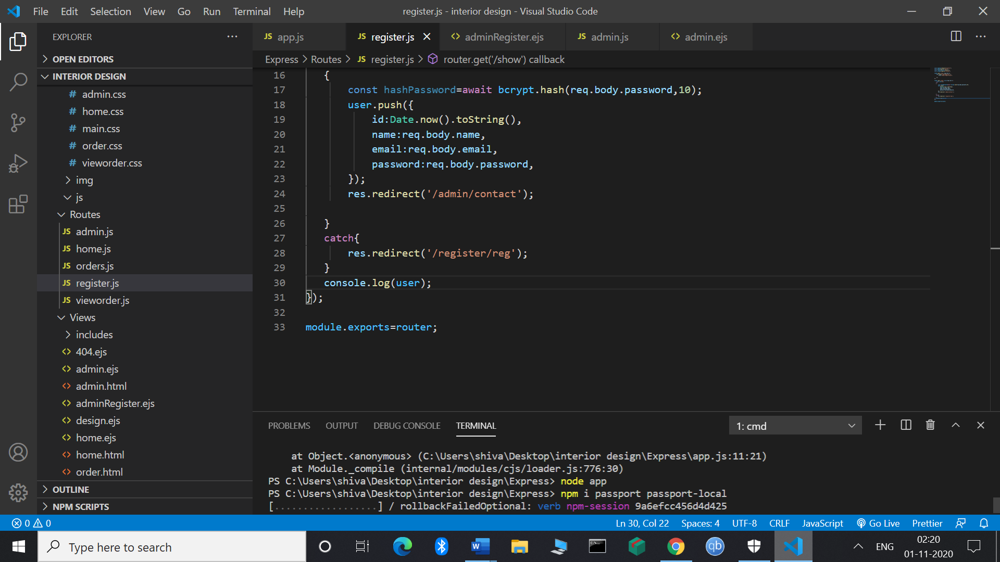 File Edit Selection View Go Run Terminal Help
register.js - interior design - Visual Studio Code
EXPLORER
OPEN EDITORS
INTERIOR DESIGN
# admin.css
# home.css
# main.css
# order.css
# vieworder.css
img
js
Routes
JS admin.js
JS home.js
JS orders.js
JS register.js
JS vieworder.js
Views
includes
<> 404.ejs
<> admin.ejs
<> admin.html
<> adminRegister.ejs
<> design.ejs
<> home.ejs
<> home.html
<> order.html
OUTLINE
NPM SCRIPTS
JS app.js
JS register.js
<> adminRegister.ejs
JS admin.js
<> admin.ejs
Express > Routes > JS register.js > router.get('/show') callback
16 {
17 const hashPassword=await bcrypt.hash(req.body.password,10);
18 user.push({
19 id:Date.now().toString(),
20 name:req.body.name,
21 email:req.body.email,
22 password:req.body.password,
23 });
24 res.redirect('/admin/contact');
25
26 }
27 catch{
28 res.redirect('/register/reg');
29 }
30 console.log(user);
31 });
32
33 module.exports=router;
PROBLEMS OUTPUT DEBUG CONSOLE TERMINAL
1: cmd
at Object.<anonymous> (C:\Users\shiva\Desktop\interior design\Express\app.js:11:21)
at Module._compile (internal/modules/cjs/loader.js:776:30)
PS C:\Users\shiva\Desktop\interior design\Express> node app
PS C:\Users\shiva\Desktop\interior design\Express> npm i passport passport-local
[..................] / rollbackFailedOptional: verb npm-session 9a6efcc456d4d425
0 0
Ln 30, Col 22 Spaces: 4 UTF-8 CRLF JavaScript Go Live Prettier
Type here to search
W
qb
ENG
02:20
01-11-2020